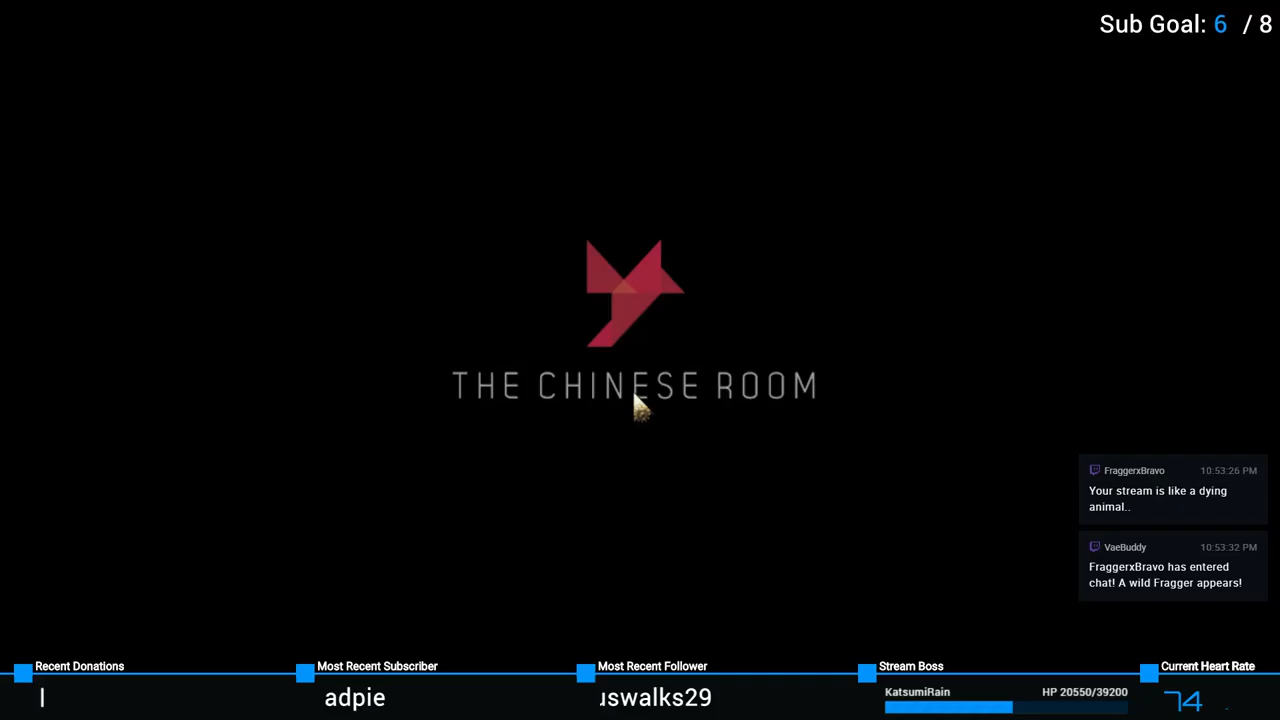 Sub Goal: 6 / 8
THE CHINESE ROOM
FraggerxBravo 10:53:26 PM
Your stream is like a dying
animal..
VaeBuddy 10:53:32 PM
FraggerxBravo has entered
chat! A wild Fragger appears!
Recent Donations
Most Recent Subscriber
adpie
Most Recent Follower
uswalks29
Stream Boss
KatsumiRain HP 20550/39200
Current Heart Rate
74